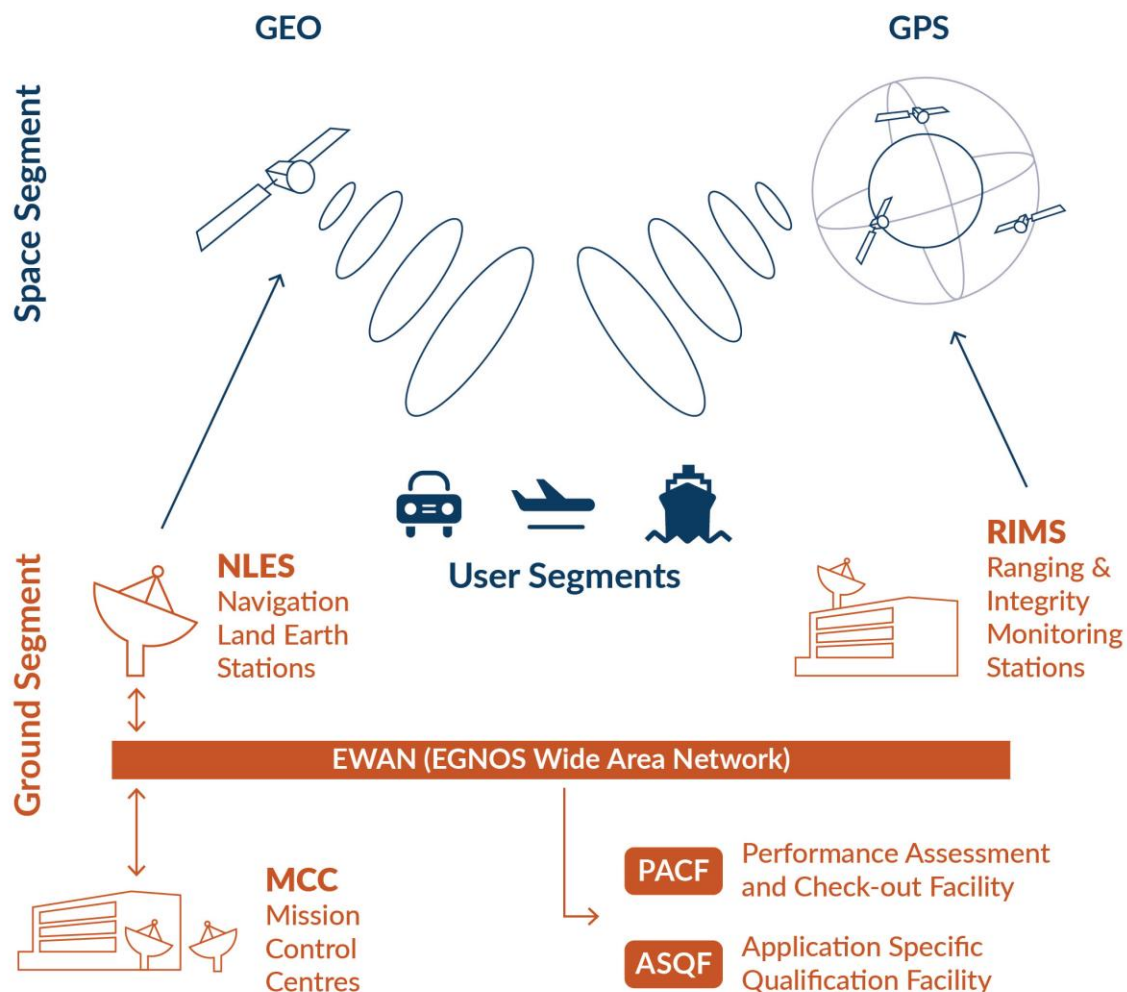 GEO
GPS
Space Segment
User Segments
NLES
Navigation
Land Earth
Stations
RIMS
Ranging &
Integrity
Monitoring
Stations
Ground Segment
EWAN (EGNOS Wide Area Network)
MCC
Mission
Control
Centres
PACF
Performance Assessment
and Check-out Facility
ASQF
Application Specific
Qualification Facility